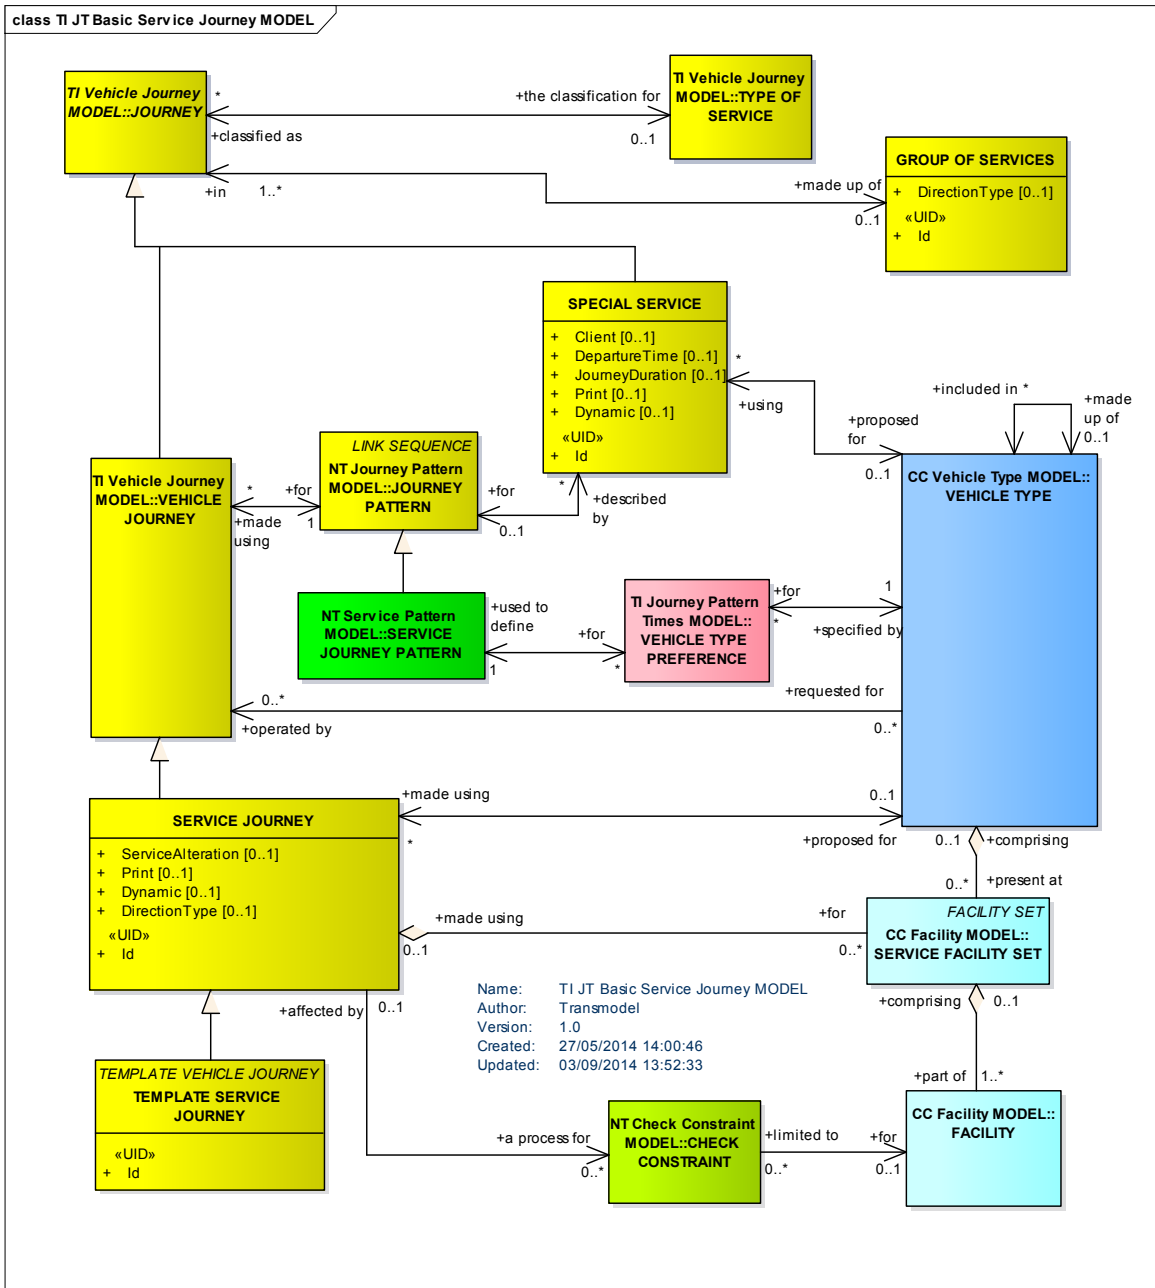 class TI JT Basic Service Journey MODEL
TI Vehicle Journey
MODEL::JOURNEY
*
+classified as
+the classification for
0..1
TI Vehicle Journey
MODEL::TYPE OF
SERVICE
+in
1..*
+made up of
0..1
GROUP OF SERVICES
+ DirectionType [0..1]
«UID»
+ Id
SPECIAL SERVICE
+ Client [0..1]
+ DepartureTime [0..1]
+ JourneyDuration [0..1]
+ Print [0..1]
+ Dynamic [0..1]
«UID»
+ Id
*
+using
+proposed
for
0..1
+included in *
+made
up of
0..1
CC Vehicle Type MODEL::
VEHICLE TYPE
LINK SEQUENCE
NT Journey Pattern
MODEL::JOURNEY
PATTERN
TI Vehicle Journey
MODEL::VEHICLE
JOURNEY
*
+made
using
+for
1
+for
0..1
*
+described
by
NT Service Pattern
MODEL::SERVICE
JOURNEY PATTERN
+used to
define
1
+for
*
TI Journey Pattern
Times MODEL::
VEHICLE TYPE
PREFERENCE
+for
*
1
+specified by
0..*
+operated by
+requested for
0..*
+made using
*
0..1
+proposed for
SERVICE JOURNEY
+ ServiceAlteration [0..1]
+ Print [0..1]
+ Dynamic [0..1]
+ DirectionType [0..1]
«UID»
+ Id
0..1
+comprising
0..*
+present at
+made using
0..1
+for
0..*
FACILITY SET
CC Facility MODEL::
SERVICE FACILITY SET
+affected by
0..1
Name: TI JT Basic Service Journey MODEL
Author: Transmodel
Version: 1.0
Created: 27/05/2014 14:00:46
Updated: 03/09/2014 13:52:33
+comprising
0..1
+part of
1..*
TEMPLATE VEHICLE JOURNEY
TEMPLATE SERVICE
JOURNEY
«UID»
+ Id
+a process for
0..*
NT Check Constraint
MODEL::CHECK
CONSTRAINT
+limited to
0..*
+for
0..1
CC Facility MODEL::
FACILITY